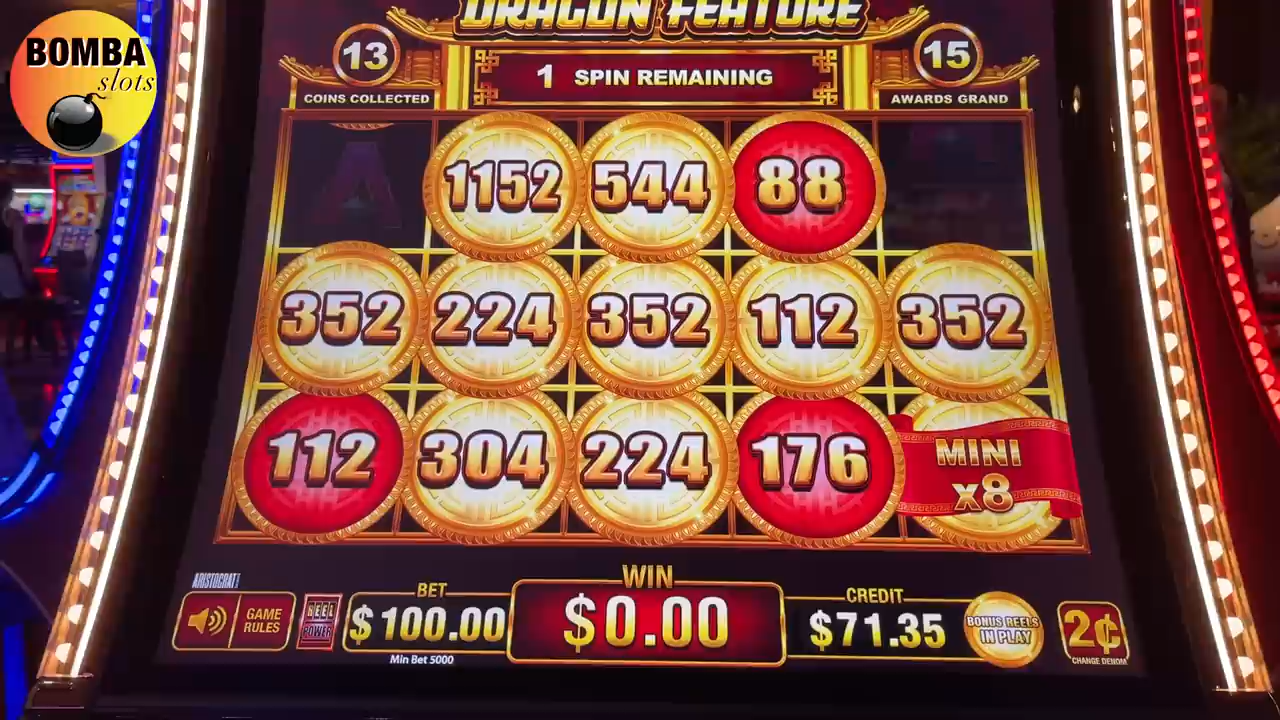 BOMBA
slots
DRAGON FEATURE
13
COINS COLLECTED
1 SPIN REMAINING
15
AWARDS GRAND
1152 544 88
352 224 352 112 352
112 304 224 176 MINI
x8
ARISTOCRAT
GAME
RULES
REEL
POWER
BET
$100.00
Min Bet 5000
WIN
$0.00
CREDIT
$71.35
BONUS REELS
IN PLAY
2¢
CHANGE DENOM